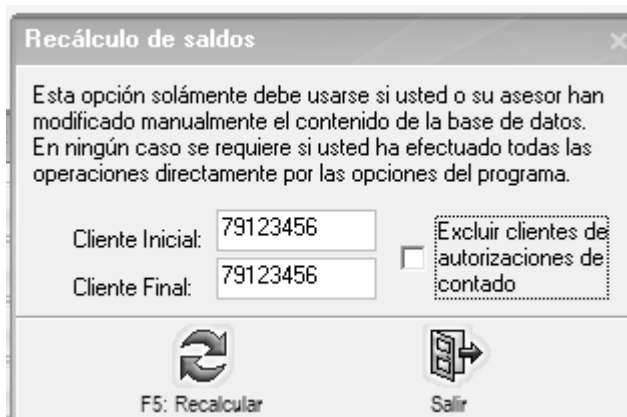 Recálculo de saldos
Esta opción solámente debe usarse si usted o su asesor han
modificado manualmente el contenido de la base de datos.
En ningún caso se requiere si usted ha efectuado todas las
operaciones directamente por las opciones del programa.
Cliente Inicial: 79123456
Cliente Final: 79123456
Excluir clientes de
autorizaciones de
contado
F5: Recalcular
Salir